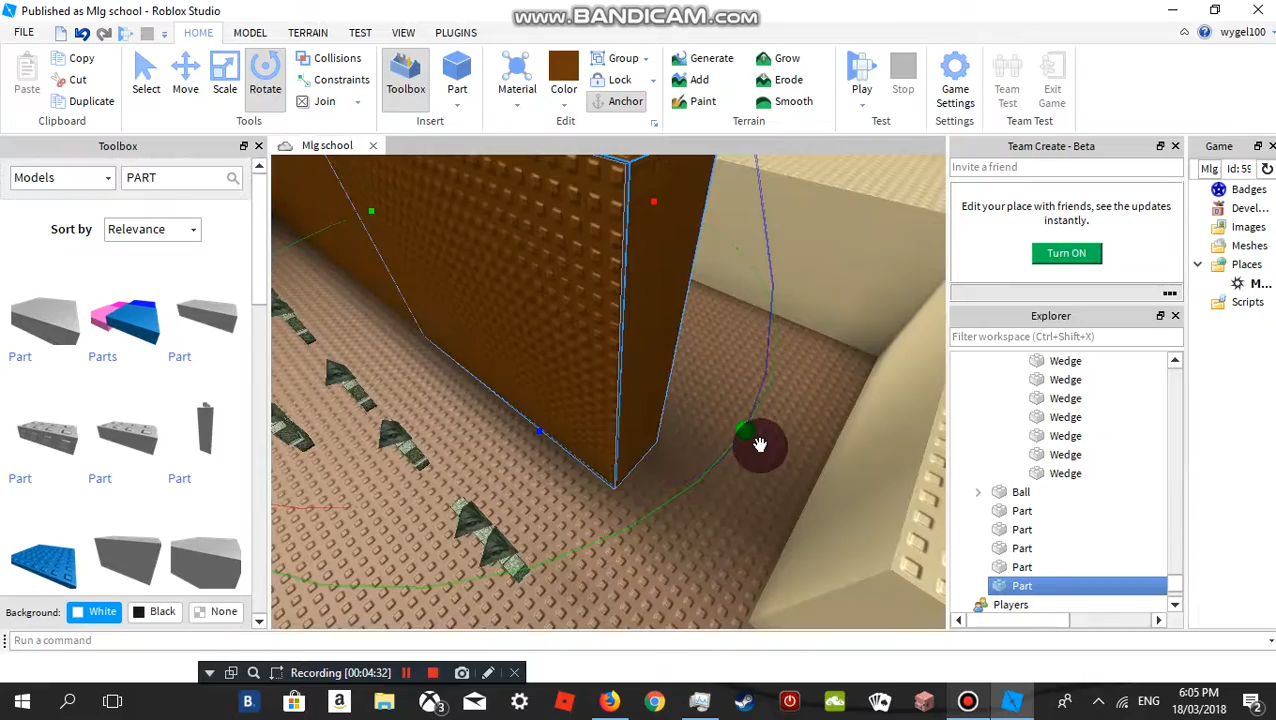 Published as Mlg school
www.BANDICAM.com
FILE HOME MODEL TERRAIN TEST VIEW PLUGINS
wygel100
Paste Copy Cut Duplicate
Select Move Scale Rotate
Collisions Constraints Join
Toolbox Part
Material Color
Group Lock Anchor
Generate Add Paint
Grow Erode Smooth
Play Stop
Game Settings
Team Test
Exit Game
Clipboard Tools Insert Edit Terrain Test Settings Team Test
Toolbox
Models PART
Sort by Relevance
Part Parts Part
Part Part Part
Background: White Black None
Mlg school
Team Create - Beta
Invite a friend
Edit your place with friends, see the updates
instantly.
Turn ON
Explorer
Filter workspace (Ctrl+Shift+X)
Wedge
Wedge
Wedge
Wedge
Wedge
Wedge
Wedge
Ball
Part
Part
Part
Part
Part
Players
Game
Mlg Id: 59
Badges
Devel...
Images
Meshes
Places
M...
Scripts
Run a command
Recording [00:04:32]
B.
a
3
ENG
6:05 PM
18/03/2018
2